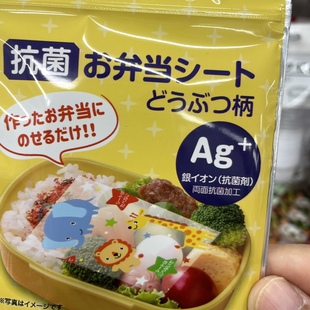 抗菌 お弁当シート
どうぶつ柄
作ったお弁当に
のせるだけ!!
Ag+
銀イオン(抗菌剤)
両面抗菌加工
※写真はイメージです